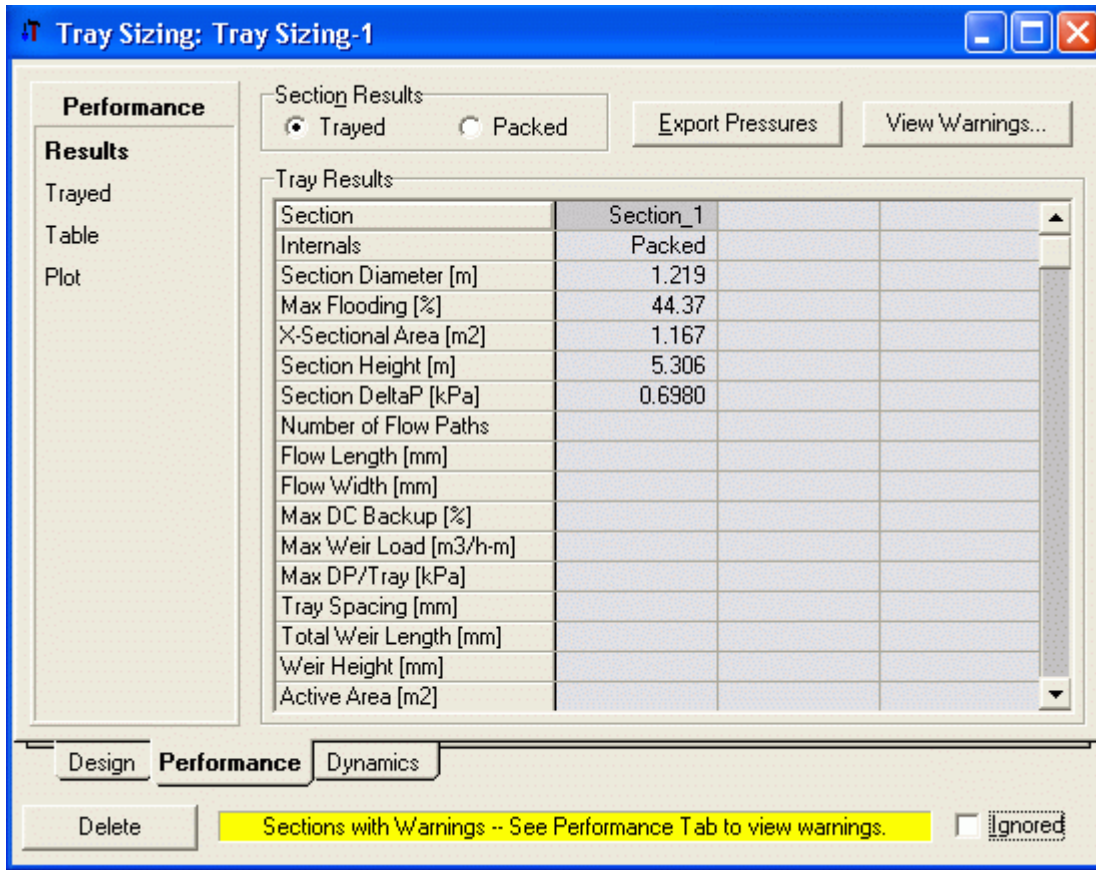 Tray Sizing: Tray Sizing-1
Performance
Results
Trayed
Table
Plot
Section Results
Trayed Packed
Export Pressures
View Warnings...
Tray Results
Section Section_1
Internals Packed
Section Diameter [m] 1.219
Max Flooding [%] 44.37
X-Sectional Area [m2] 1.167
Section Height [m] 5.306
Section DeltaP [kPa] 0.6980
Number of Flow Paths
Flow Length [mm]
Flow Width [mm]
Max DC Backup [%]
Max Weir Load [m3/h-m]
Max DP/Tray [kPa]
Tray Spacing [mm]
Total Weir Length [mm]
Weir Height [mm]
Active Area [m2]
Design Performance Dynamics
Delete
Sections with Warnings -- See Performance Tab to view warnings.
Ignored